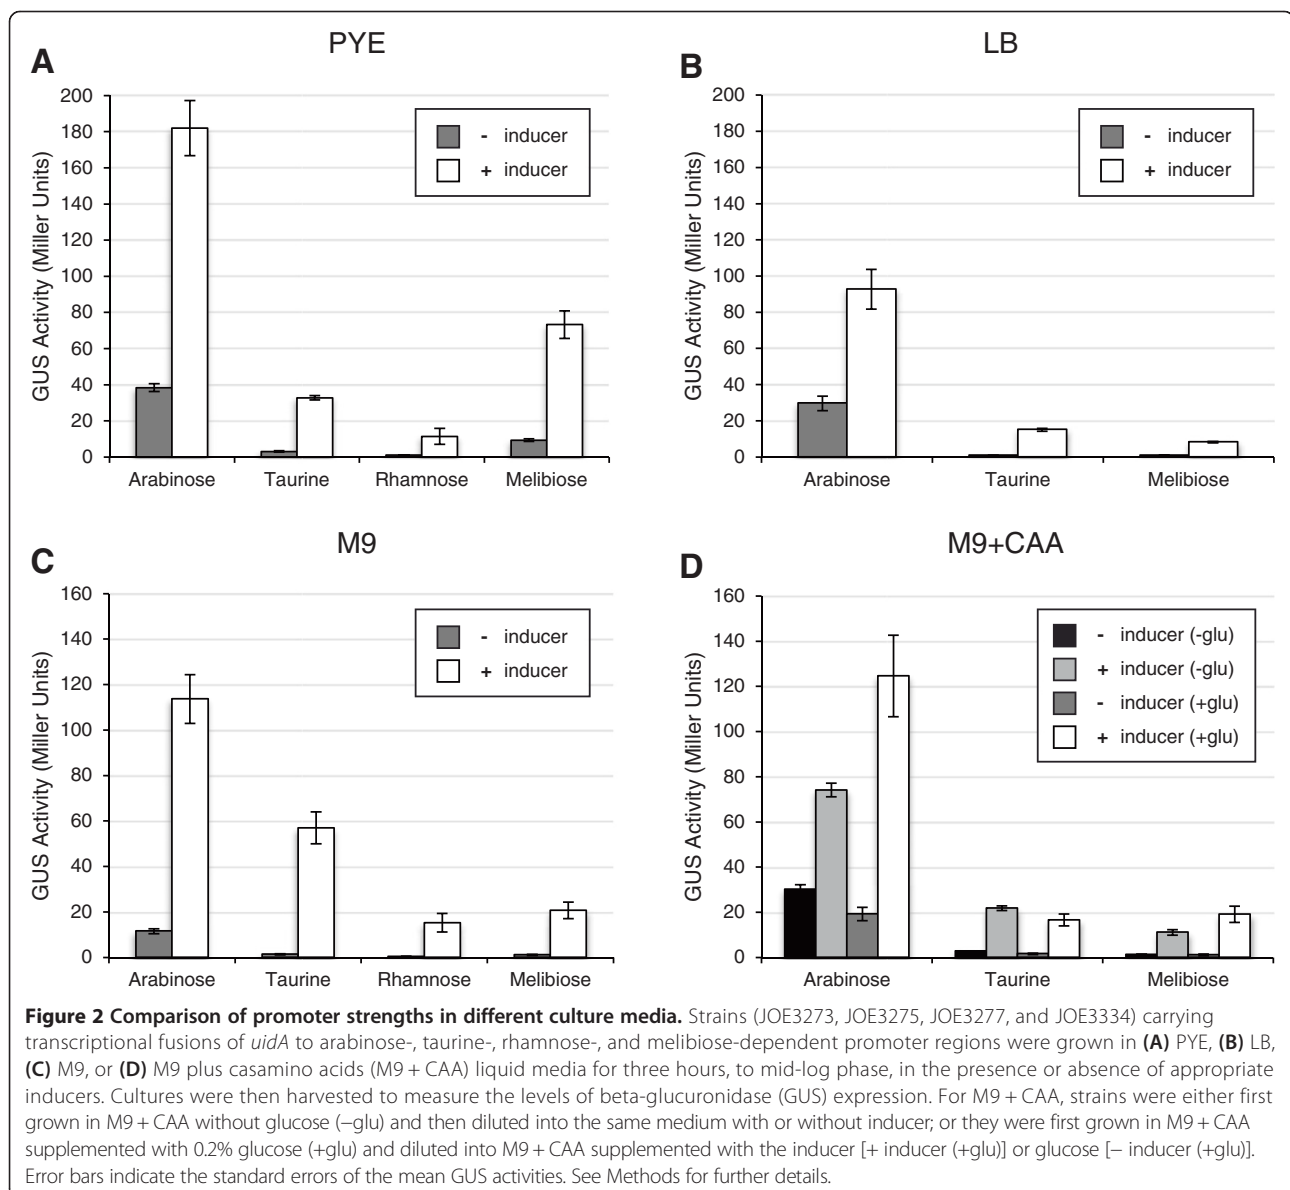 A
PYE
GUS Activity (Miller Units)
200
180
160
140
120
100
80
60
40
20
0
- inducer
+ inducer
Arabinose Taurine Rhamnose Melibiose
B
LB
GUS Activity (Miller Units)
200
180
160
140
120
100
80
60
40
20
0
- inducer
+ inducer
Arabinose Taurine Melibiose
C
M9
GUS Activity (Miller Units)
160
140
120
100
80
60
40
20
0
- inducer
+ inducer
Arabinose Taurine Rhamnose Melibiose
D
M9+CAA
GUS Activity (Miller Units)
160
140
120
100
80
60
40
20
0
- inducer (-glu)
+ inducer (-glu)
- inducer (+glu)
+ inducer (+glu)
Arabinose Taurine Melibiose
Figure 2 Comparison of promoter strengths in different culture media. Strains (JOE3273, JOE3275, JOE3277, and JOE3334) carrying
transcriptional fusions of uidA to arabinose-, taurine-, rhamnose-, and melibiose-dependent promoter regions were grown in (A) PYE, (B) LB,
(C) M9, or (D) M9 plus casamino acids (M9 + CAA) liquid media for three hours, to mid-log phase, in the presence or absence of appropriate
inducers. Cultures were then harvested to measure the levels of beta-glucuronidase (GUS) expression. For M9 + CAA, strains were either first
grown in M9 + CAA without glucose (−glu) and then diluted into the same medium with or without inducer; or they were first grown in M9 + CAA
supplemented with 0.2% glucose (+glu) and diluted into M9 + CAA supplemented with the inducer [+ inducer (+glu)] or glucose [− inducer (+glu)].
Error bars indicate the standard errors of the mean GUS activities. See Methods for further details.